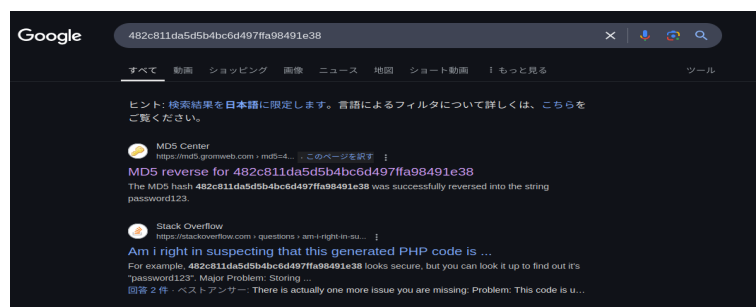 Google
482c811da5d5b4bc6d497ffa98491e38
すべて 動画 ショッピング 画像 ニュース 地図 ショート動画 もっと見る ツール
ヒント: 検索結果を日本語に限定します。言語によるフィルタについて詳しくは、こちらを
ご覧ください。
MD5 Center
https://md5.gromweb.com › md5=4... · このページを訳す
MD5 reverse for 482c811da5d5b4bc6d497ffa98491e38
The MD5 hash 482c811da5d5b4bc6d497ffa98491e38 was successfully reversed into the string
password123.
Stack Overflow
https://stackoverflow.com › questions › am-i-right-in-su...
Am i right in suspecting that this generated PHP code is ...
For example, 482c811da5d5b4bc6d497ffa98491e38 looks secure, but you can look it up to find out it's
"password123". Major Problem: Storing ...
回答 2 件 · ベストアンサー: There is actually one more issue you are missing: Problem: This code is u...